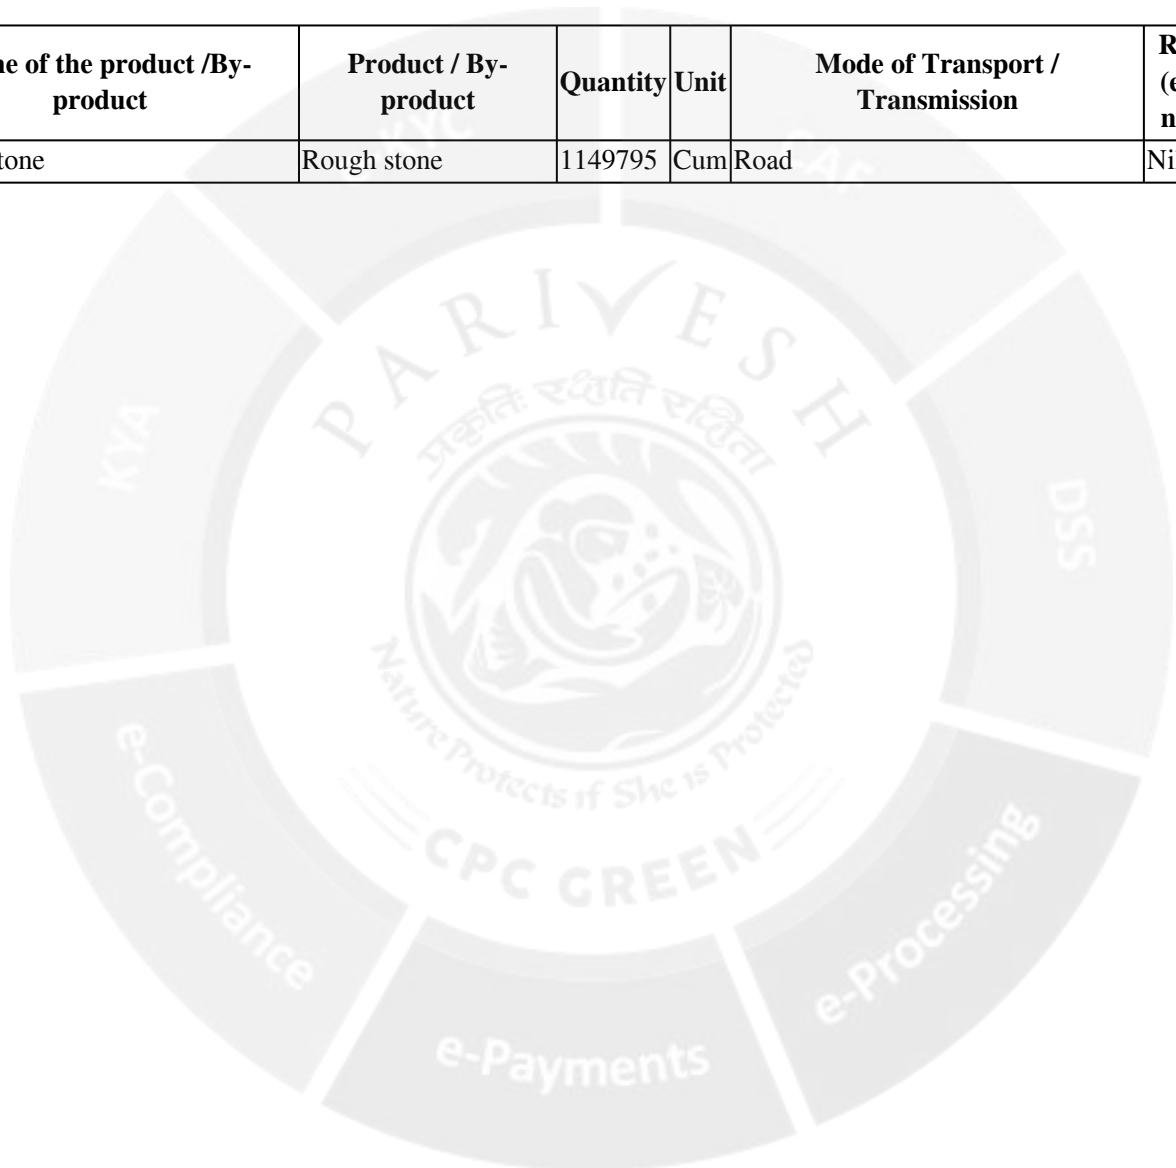 ne of the product /By- Product / By- Quantity Unit Mode of Transport / R
product product Transmission (e
n
tone Rough stone 1149795 Cum Road Ni
e-KYC CAF
PARIVESH
प्रकृतिः रक्षति रक्षिता
KYA
DSS
Nature Protects if She is Protected
CPC GREEN
e-Compliance
e-Processing
e-Payments